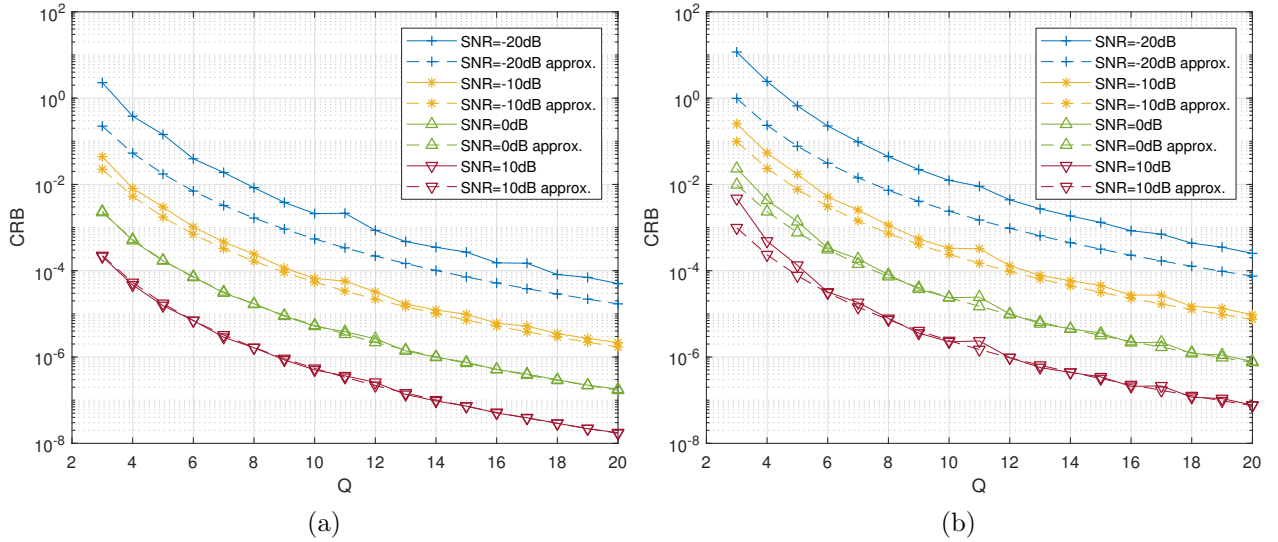 10^2
10^0
10^-2
10^-4
10^-6
10^-8
CRB
2 4 6 8 10 12 14 16 18 20
Q
SNR=-20dB
SNR=-20dB approx.
SNR=-10dB
SNR=-10dB approx.
SNR=0dB
SNR=0dB approx.
SNR=10dB
SNR=10dB approx.
(a)
10^2
10^0
10^-2
10^-4
10^-6
10^-8
CRB
2 4 6 8 10 12 14 16 18 20
Q
SNR=-20dB
SNR=-20dB approx.
SNR=-10dB
SNR=-10dB approx.
SNR=0dB
SNR=0dB approx.
SNR=10dB
SNR=10dB approx.
(b)